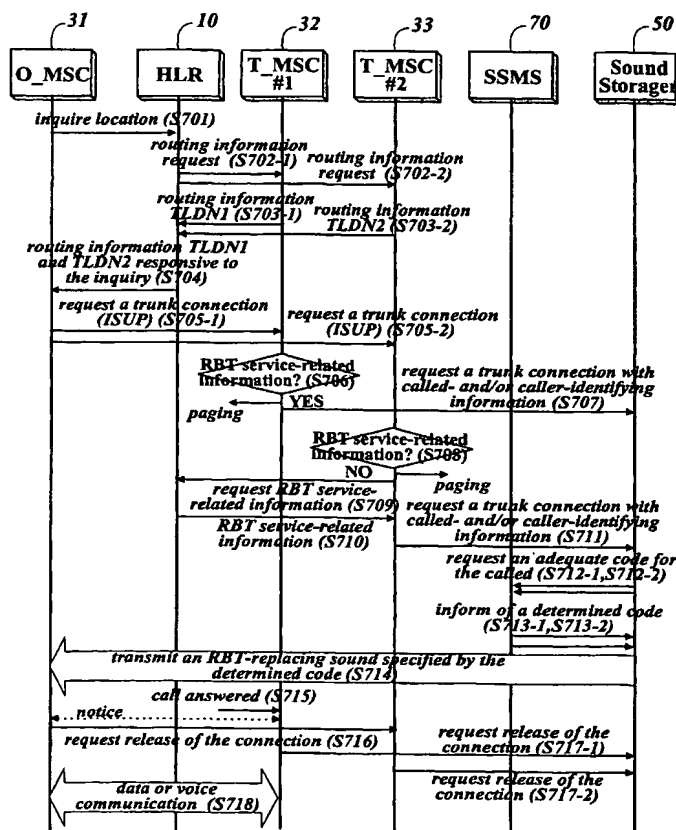 31
10
32
33
70
50
O_MSC
HLR
T_MSC
#1
T_MSC
#2
SSMS
Sound
Storager
inquire location (S701)
routing information
request (S702-1)
routing information
request (S702-2)
routing information
TLDN1 (S703-1)
routing information
TLDN2 (S703-2)
routing information TLDN1
and TLDN2 responsive to
the inquiry (S704)
request a trunk connection
(ISUP) (S705-1)
request a trunk connection
(ISUP) (S705-2)
RBT service-related
information? (S706)
YES
paging
request a trunk connection with
called- and/or caller-identifying
information (S707)
RBT service-related
information? (S708)
NO
paging
request RBT service-
related information (S709)
RBT service-related
information (S710)
request a trunk connection with
called- and/or caller-identifying
information (S711)
request an adequate code for
the called (S712-1,S712-2)
inform of a determined code
(S713-1,S713-2)
transmit an RBT-replacing sound specified by the
determined code (S714)
call answered (S715)
notice
request release of the connection (S716)
request release of the
connection (S717-1)
request release of the
connection (S717-2)
data or voice
communication (S718)